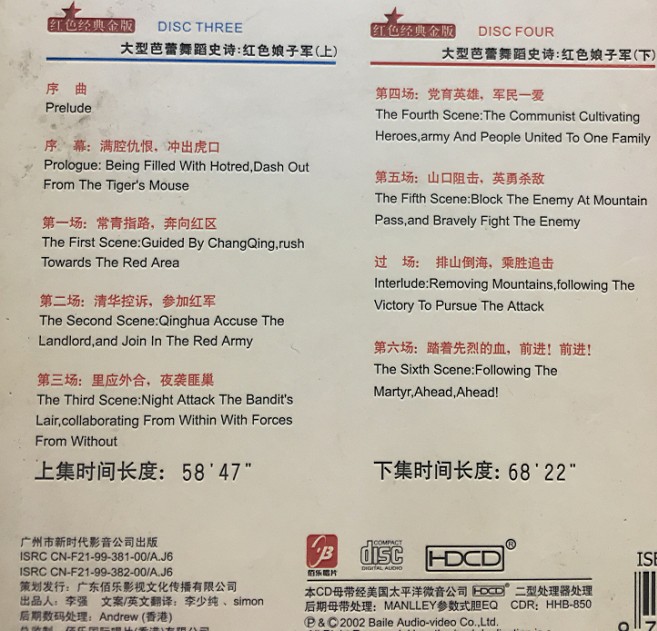 红色经典金版
DISC THREE
大型芭蕾舞蹈史诗:红色娘子军(上)
序 曲
Prelude
序 幕: 满腔仇恨，冲出虎口
Prologue: Being Filled With Hotred,Dash Out
From The Tiger's Mouse
第一场: 常青指路，奔向红区
The First Scene:Guided By ChangQing,rush
Towards The Red Area
第二场: 清华控诉，参加红军
The Second Scene:Qinghua Accuse The
Landlord,and Join In The Red Army
第三场: 里应外合，夜袭匪巢
The Third Scene:Night Attack The Bandit's
Lair,collaborating From Within With Forces
From Without
上集时间长度: 58'47"
红色经典金版
DISC FOUR
大型芭蕾舞蹈史诗:红色娘子军(下)
第四场: 党育英雄，军民一爱
The Fourth Scene:The Communist Cultivating
Heroes,army And People United To One Family
第五场: 山口阻击，英勇杀敌
The Fifth Scene:Block The Enemy At Mountain
Pass,and Bravely Fight The Enemy
过 场: 排山倒海，乘胜追击
Interlude:Removing Mountains,following The
Victory To Pursue The Attack
第六场: 踏着先烈的血，前进! 前进!
The Sixth Scene:Following The
Martyr,Ahead,Ahead!
下集时间长度: 68'22"
广州市新时代影音公司出版
ISRC CN-F21-99-381-00/A.J6
ISRC CN-F21-99-382-00/A.J6
策划发行: 广东佰乐影视文化传播有限公司
出品人: 李强 文案/英文翻译: 李少纯 、simon
后期数码处理: Andrew (香港)
佰乐唱片
COMPACT
disc
DIGITAL AUDIO
HDCD®
本CD母带经美国太平洋微音公司 HDCD® 二型处理器处理
后期母带处理: MANLLEY参数式胆EQ CDR: HHB-850
℗ & © 2002 Baile Audio-video Co.,Ltd.